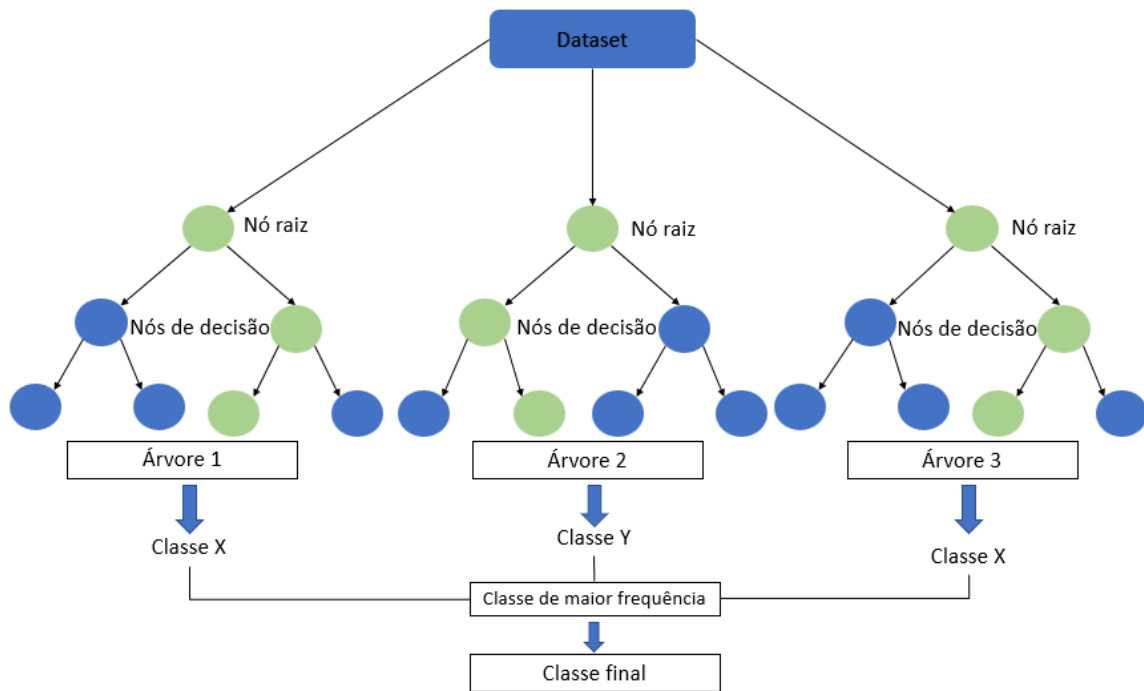 Dataset
Nó raiz
Nó raiz
Nó raiz
Nós de decisão
Nós de decisão
Nós de decisão
Árvore 1
Árvore 2
Árvore 3
Classe X
Classe Y
Classe X
Classe de maior frequência
Classe final